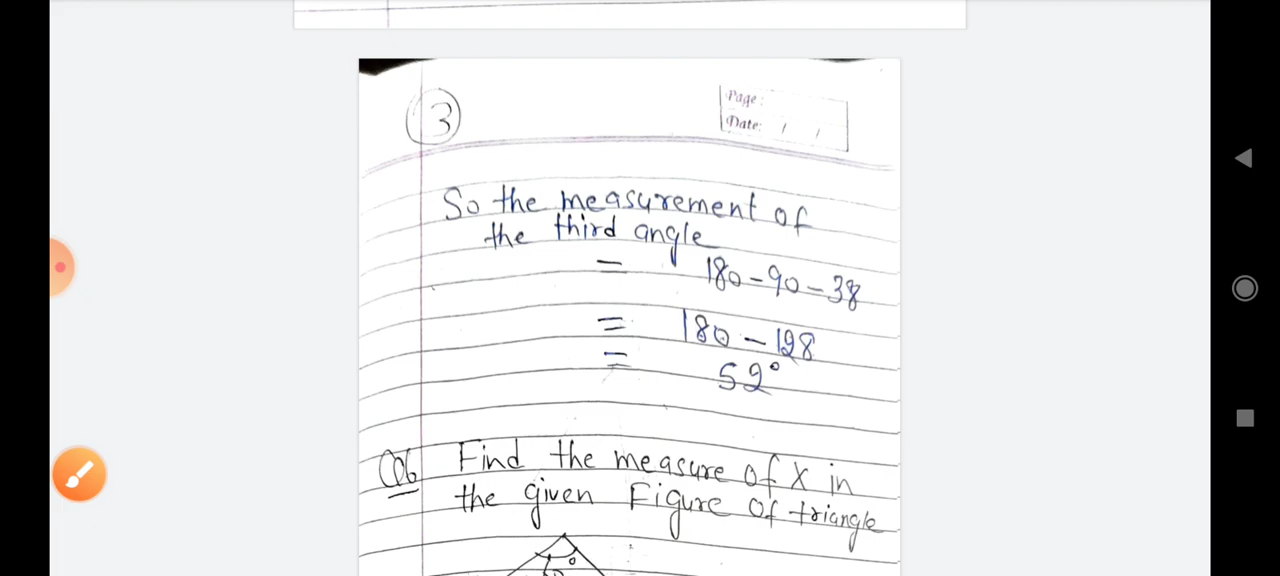 3
Page:
Date: / /
So the measurement of
the third angle
= 180-90-38
= 180-128
= 52°
Q6 Find the measure of X in
the given Figure of triangle